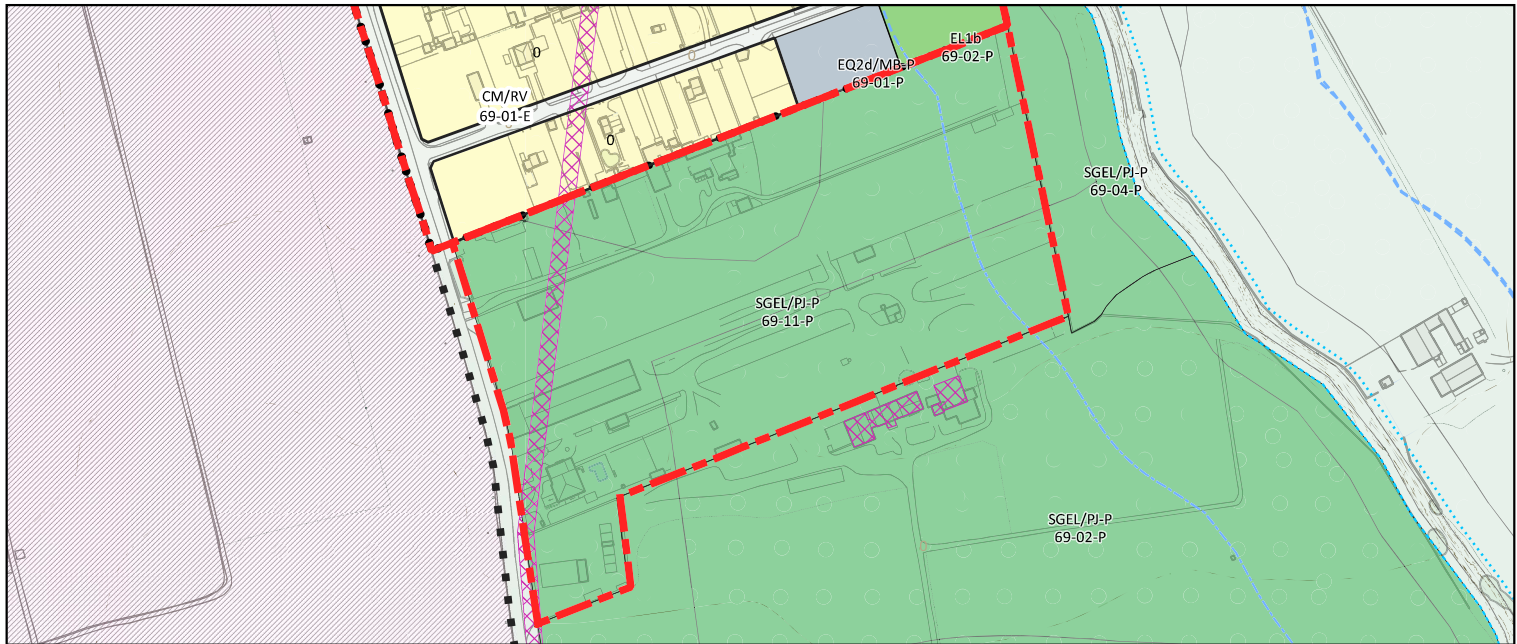 EL1b
69-02-P
0
EQ2d/MB-P
69-01-P
CM/RV
69-01-E
0
SGEL/PJ-P
69-04-P
SGEL/PJ-P
69-11-P
SGEL/PJ-P
69-02-P